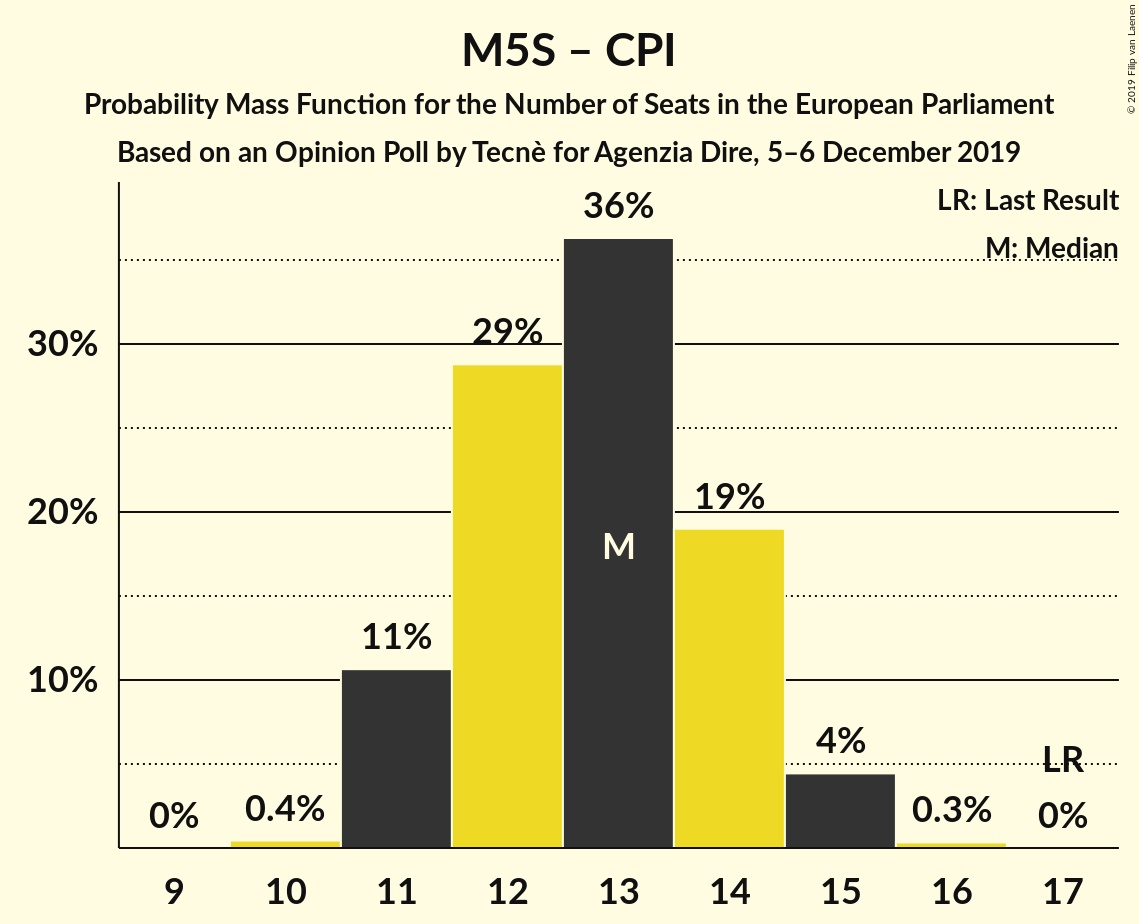 M5S – CPI
Probability Mass Function for the Number of Seats in the European Parliament
Based on an Opinion Poll by Tecnè for Agenzia Dire, 5–6 December 2019
© 2019 Filip van Laenen
LR: Last Result
M: Median
36%
29%
19%
11%
4%
0.4%
0.3%
0%
0%
LR
M
30%
20%
10%
9 10 11 12 13 14 15 16 17